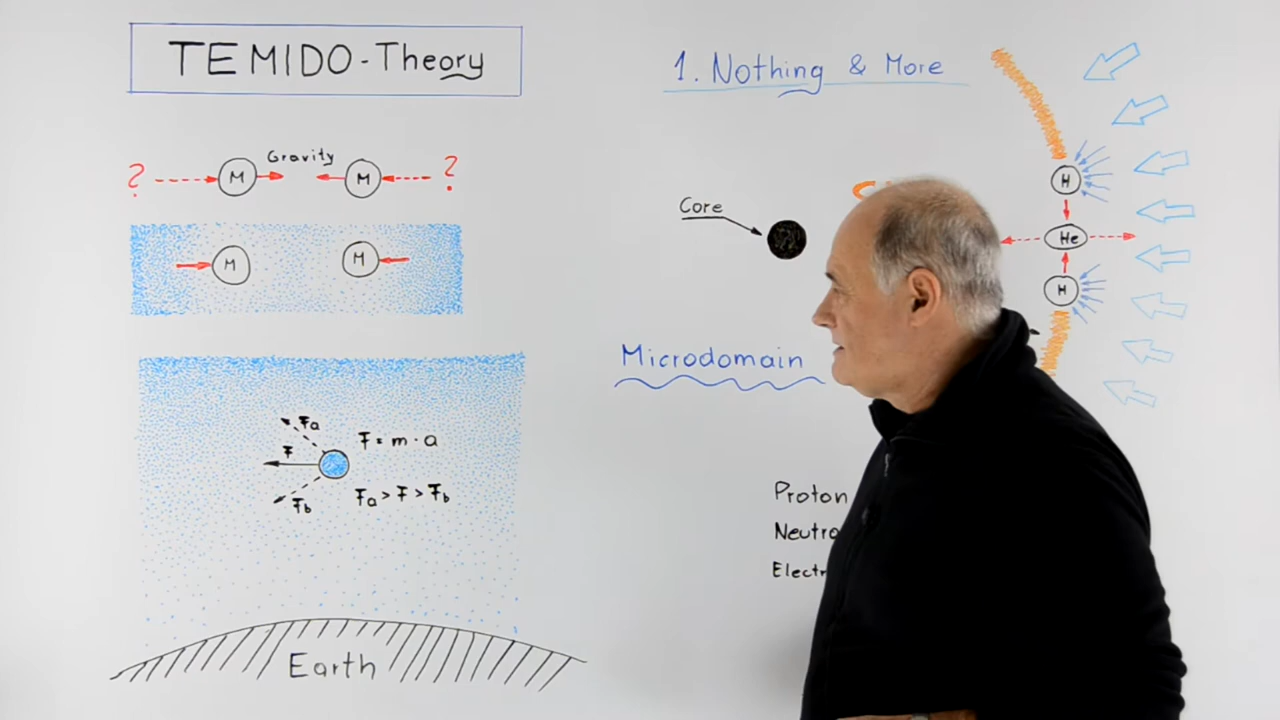 TEMIDO-Theory
? M Gravity M ?
M M
Fa
F
Fb
F = m · a
Fa > F > Fb
Earth
1. Nothing & More
Core
H
He
H
Microdomain
Proton